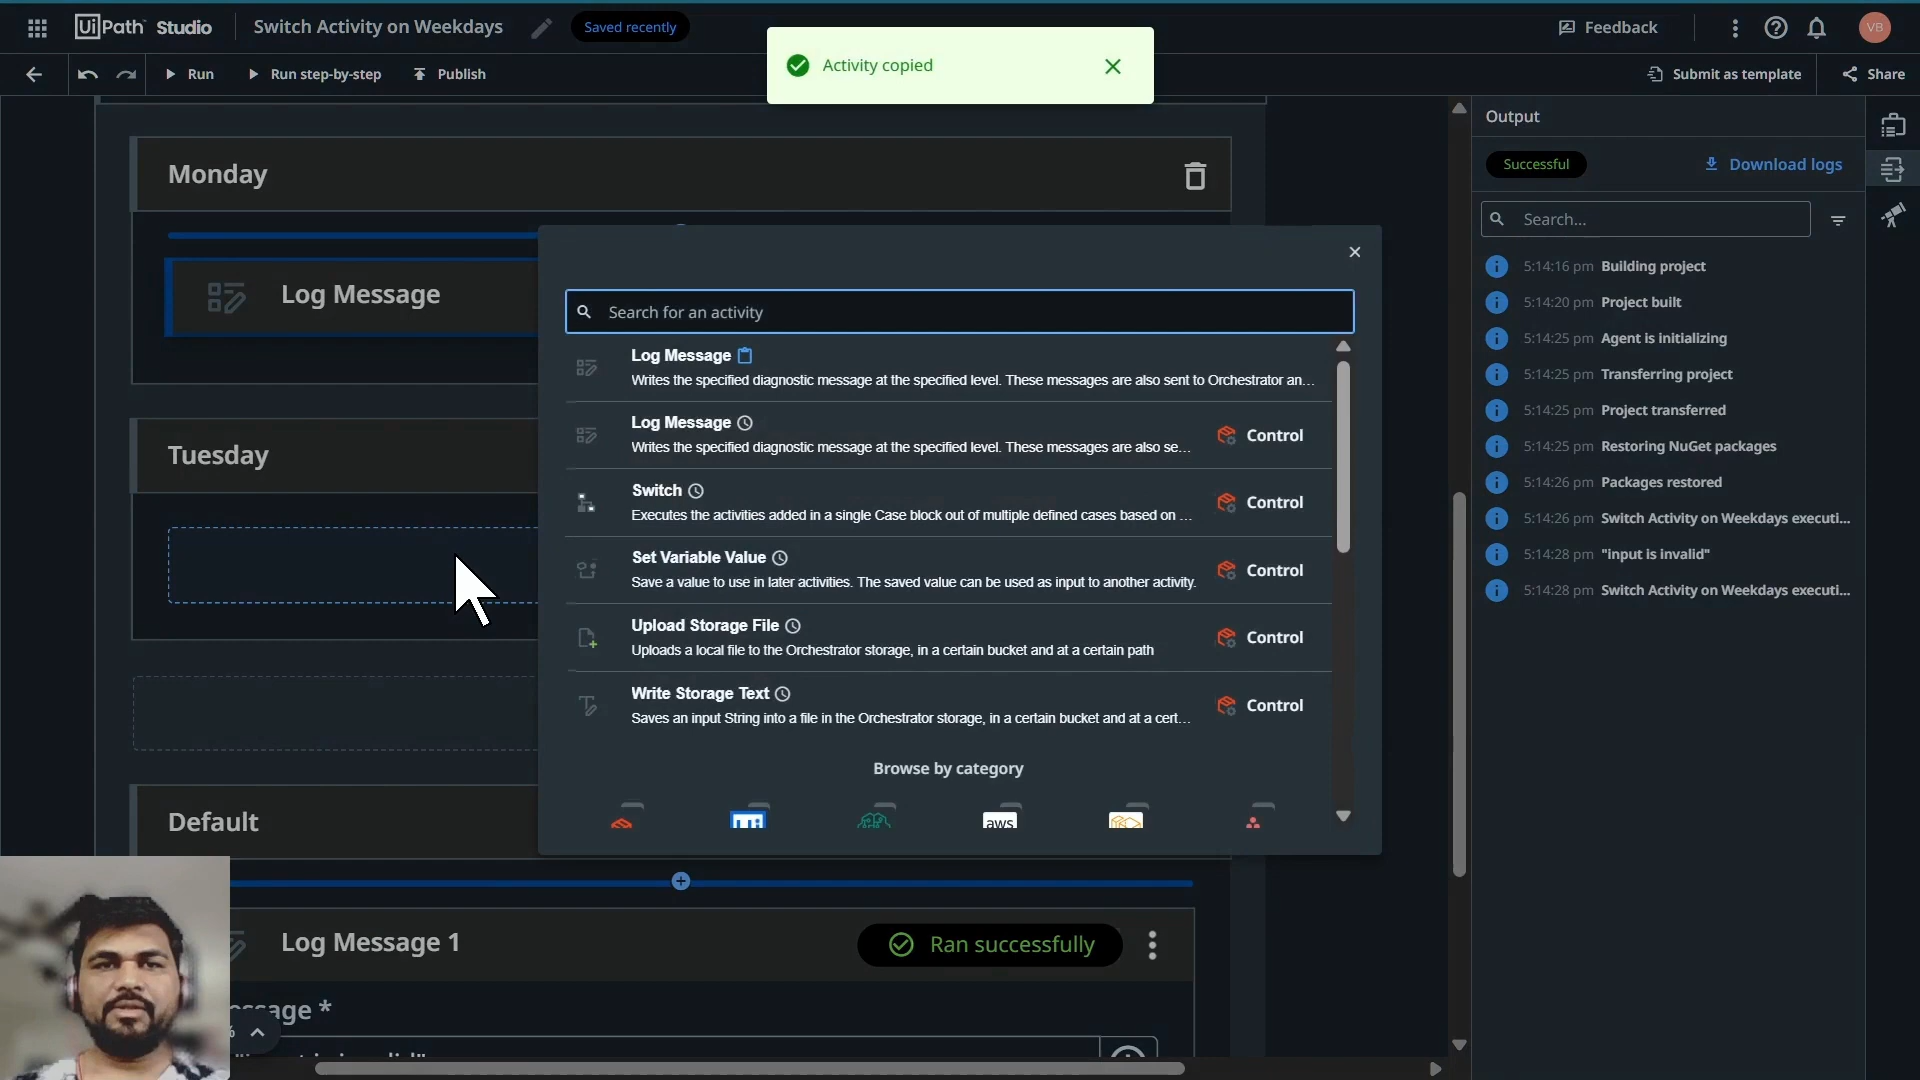 UiPath Studio
Switch Activity on Weekdays
Saved recently
Feedback
VB
Run
Run step-by-step
Publish
Activity copied
Submit as template
Share
Monday
Log Message
Tuesday
Default
Log Message 1
Ran successfully
ssage *
%
Search for an activity
Log Message
Writes the specified diagnostic message at the specified level. These messages are also sent to Orchestrator an...
Log Message
Writes the specified diagnostic message at the specified level. These messages are also se...
Control
Switch
Executes the activities added in a single Case block out of multiple defined cases based on ...
Control
Set Variable Value
Save a value to use in later activities. The saved value can be used as input to another activity.
Control
Upload Storage File
Uploads a local file to the Orchestrator storage, in a certain bucket and at a certain path
Control
Write Storage Text
Saves an input String into a file in the Orchestrator storage, in a certain bucket and at a cert...
Control
Browse by category
aws
Output
Successful
Download logs
Search...
5:14:16 pm Building project
5:14:20 pm Project built
5:14:25 pm Agent is initializing
5:14:25 pm Transferring project
5:14:25 pm Project transferred
5:14:25 pm Restoring NuGet packages
5:14:26 pm Packages restored
5:14:26 pm Switch Activity on Weekdays executi...
5:14:28 pm "input is invalid"
5:14:28 pm Switch Activity on Weekdays executi...